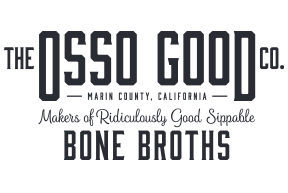 THE OSSO GOOD CO.
MARIN COUNTY, CALIFORNIA
Makers of Ridiculously Good Sippable
BONE BROTHS